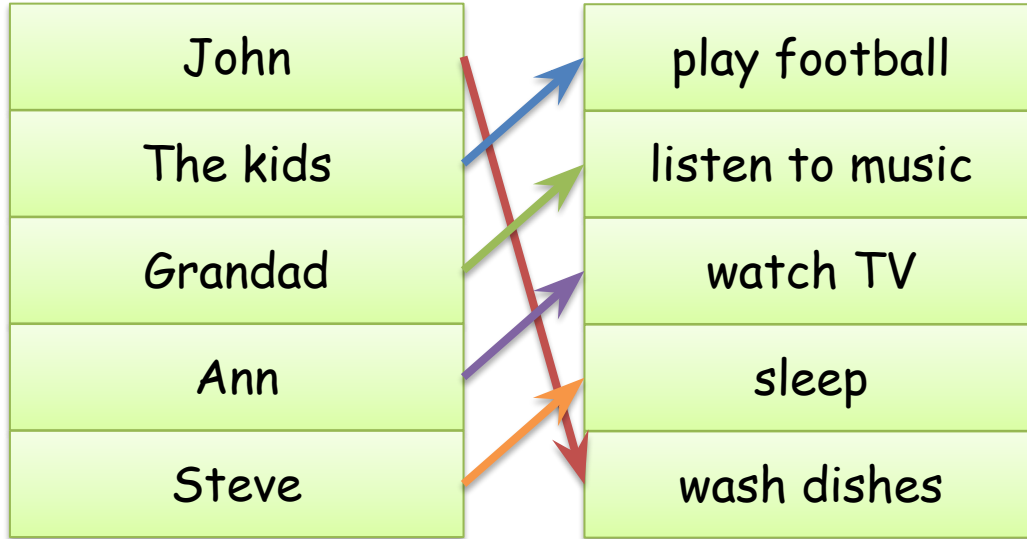 John
The kids
Grandad
Ann
Steve
play football
listen to music
watch TV
sleep
wash dishes